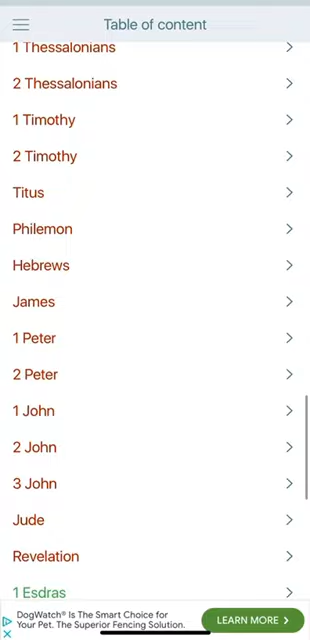 Table of content
1 Thessalonians
2 Thessalonians
1 Timothy
2 Timothy
Titus
Philemon
Hebrews
James
1 Peter
2 Peter
1 John
2 John
3 John
Jude
Revelation
1 Esdras
DogWatch® Is The Smart Choice for
Your Pet. The Superior Fencing Solution.
LEARN MORE